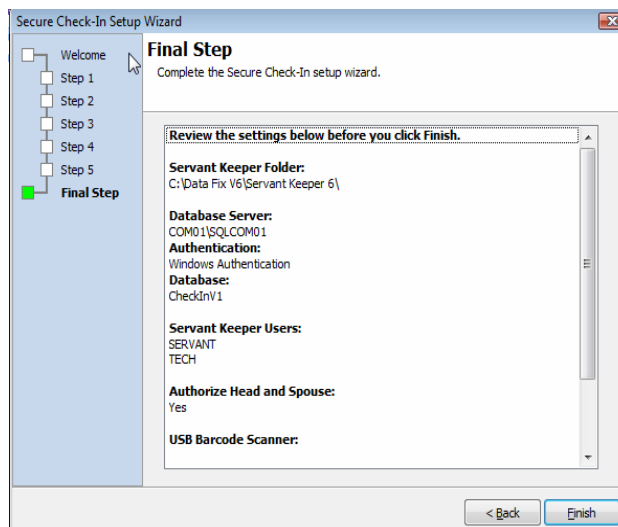 Secure Check-In Setup Wizard
Welcome
Step 1
Step 2
Step 3
Step 4
Step 5
Final Step
Final Step
Complete the Secure Check-In setup wizard.
Review the settings below before you click Finish.
Servant Keeper Folder:
C:\Data Fix V6\Servant Keeper 6\
Database Server:
COM01\SQLCOM01
Authentication:
Windows Authentication
Database:
CheckInV1
Servant Keeper Users:
SERVANT
TECH
Authorize Head and Spouse:
Yes
USB Barcode Scanner:
< Back
Finish